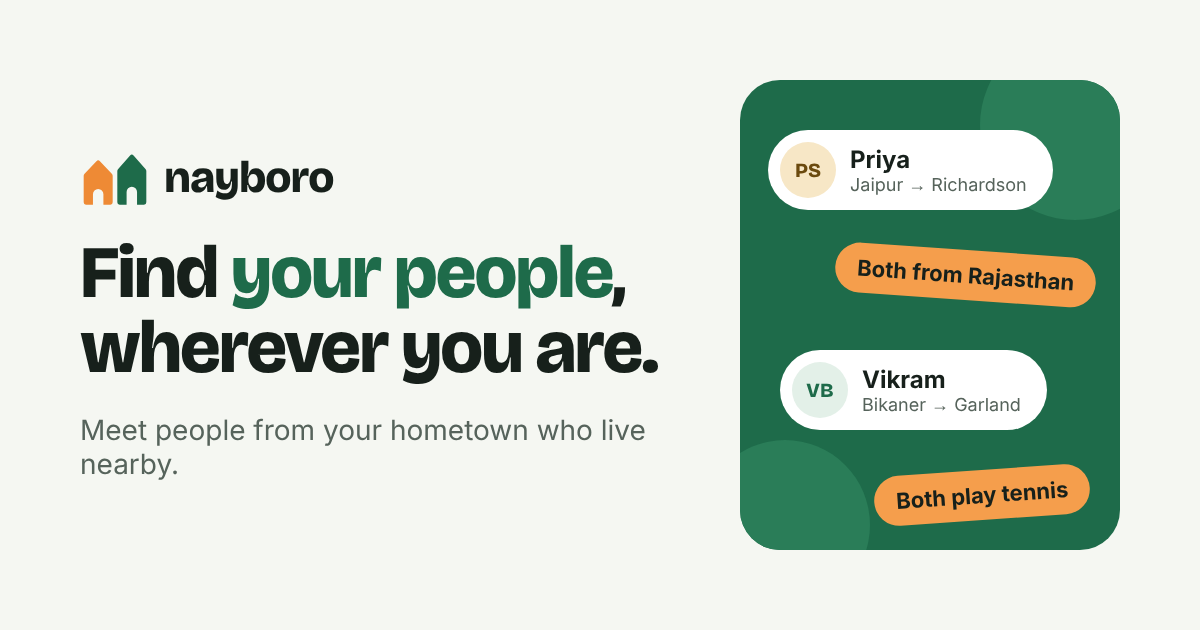 nayboro
Find your people,
wherever you are.
Meet people from your hometown who live
nearby.
PS
Priya
Jaipur → Richardson
Both from Rajasthan
VB
Vikram
Bikaner → Garland
Both play tennis